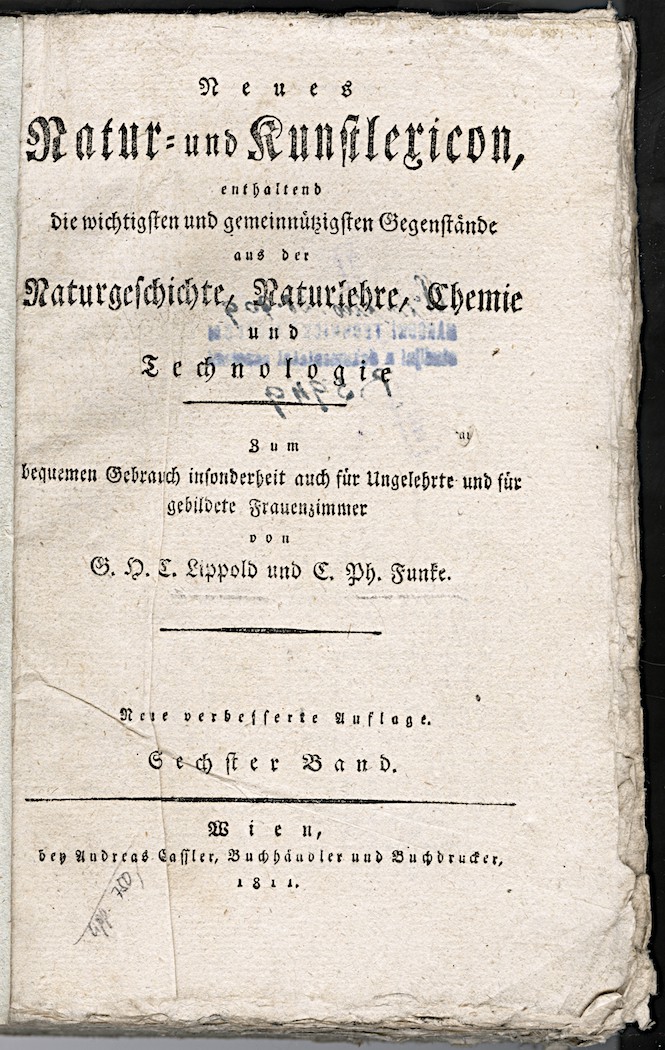 Neues
Natur- und Kunstlexicon,
enthaltend
die wichtigsten und gemeinnützigsten Gegenstände
aus der
Naturgeschichte, Naturlehre, Chemie
und
Technologie
Zum
bequemen Gebrauch insonderheit auch für Ungelehrte und für
gebildete Frauenzimmer
von
G. H. C. Lippold und C. Ph. Funke.
Neue verbesserte Auflage.
Sechster Band.
Wien,
bey Andreas Gassler, Buchhändler und Buchdrucker,
1811.